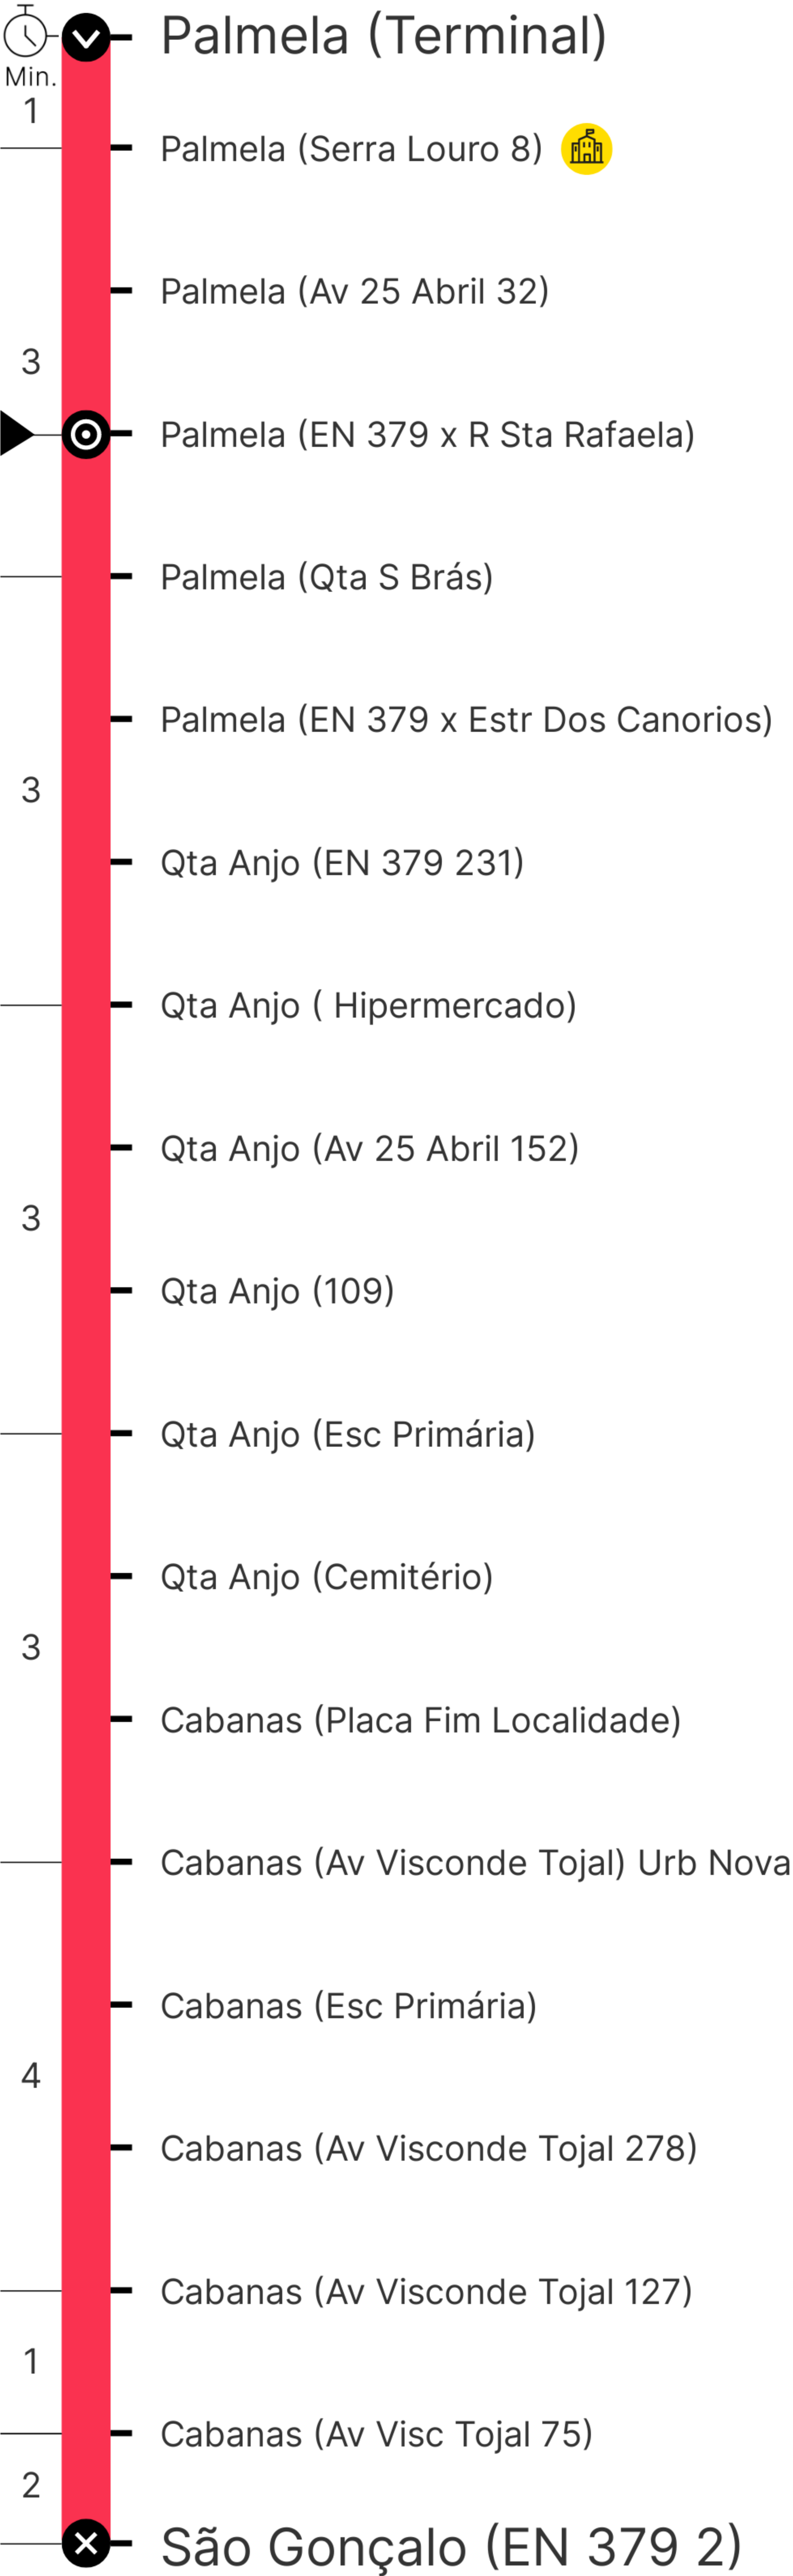 Palmela (Terminal)
Min.
1
Palmela (Serra Louro 8)
Palmela (Av 25 Abril 32)
3
Palmela (EN 379 x R Sta Rafaela)
Palmela (Qta S Brás)
Palmela (EN 379 x Estr Dos Canorios)
3
Qta Anjo (EN 379 231)
Qta Anjo ( Hipermercado)
Qta Anjo (Av 25 Abril 152)
3
Qta Anjo (109)
Qta Anjo (Esc Primária)
Qta Anjo (Cemitério)
3
Cabanas (Placa Fim Localidade)
Cabanas (Av Visconde Tojal) Urb Nova
Cabanas (Esc Primária)
4
Cabanas (Av Visconde Tojal 278)
Cabanas (Av Visconde Tojal 127)
1
Cabanas (Av Visc Tojal 75)
2
São Gonçalo (EN 379 2)